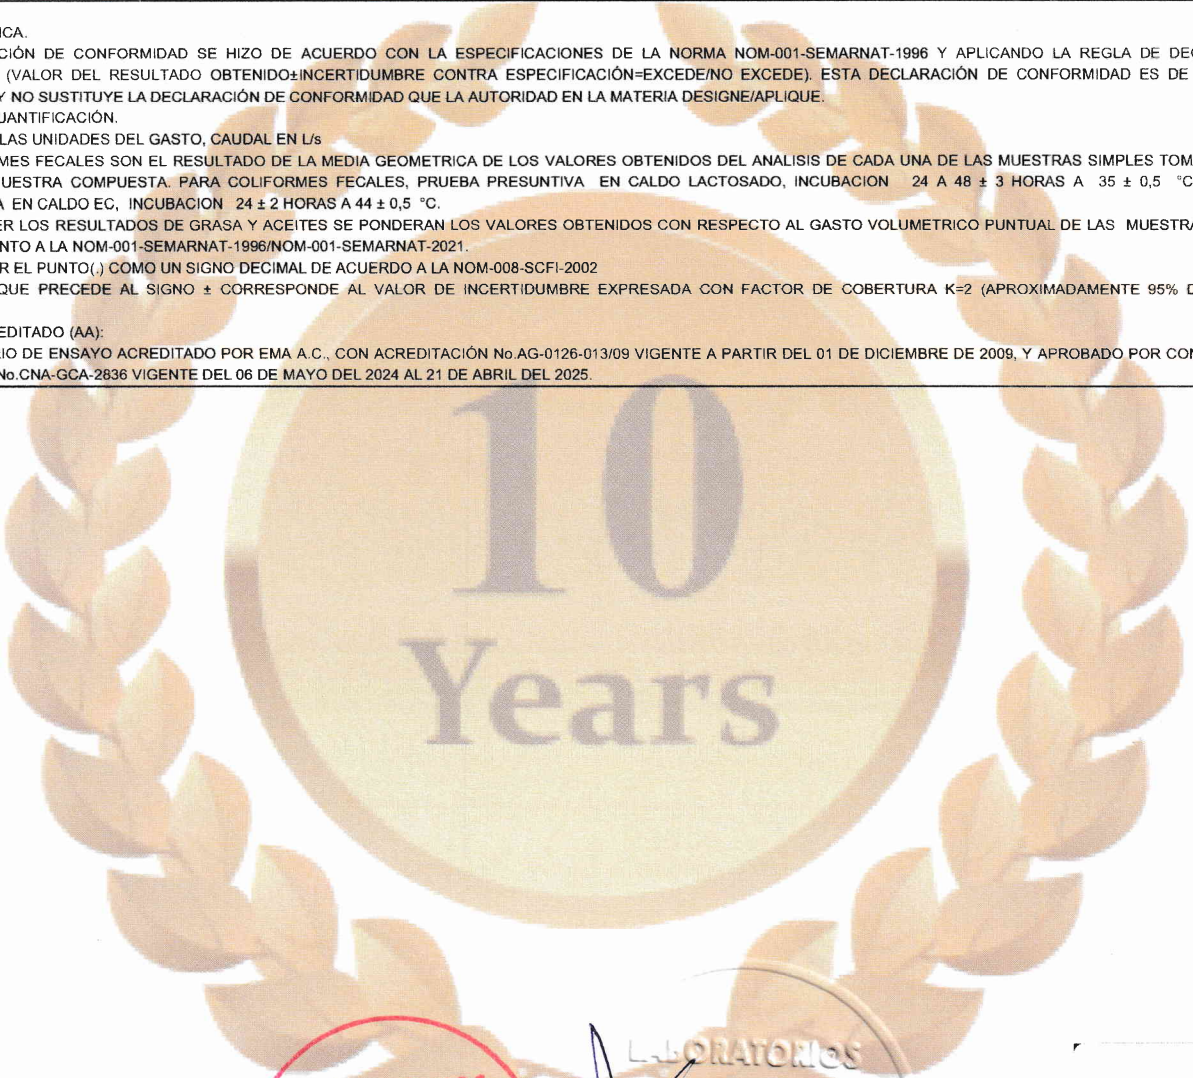 ICA.
CIÓN DE CONFORMIDAD SE HIZO DE ACUERDO CON LA ESPECIFICACIONES DE LA NORMA NOM-001-SEMARNAT-1996 Y APLICANDO LA REGLA DE DE
(VALOR DEL RESULTADO OBTENIDO±INCERTIDUMBRE CONTRA ESPECIFICACIÓN=EXCEDE/NO EXCEDE). ESTA DECLARACIÓN DE CONFORMIDAD ES DE
Y NO SUSTITUYE LA DECLARACIÓN DE CONFORMIDAD QUE LA AUTORIDAD EN LA MATERIA DESIGNE/APLIQUE.
UANTIFICACIÓN.
LAS UNIDADES DEL GASTO, CAUDAL EN L/s
MES FECALES SON EL RESULTADO DE LA MEDIA GEOMETRICA DE LOS VALORES OBTENIDOS DEL ANALISIS DE CADA UNA DE LAS MUESTRAS SIMPLES TOM
UESTRA COMPUESTA. PARA COLIFORMES FECALES, PRUEBA PRESUNTIVA EN CALDO LACTOSADO, INCUBACION 24 A 48 ± 3 HORAS A 35 ± 0,5 °C
A EN CALDO EC, INCUBACION 24 ± 2 HORAS A 44 ± 0,5 °C.
ER LOS RESULTADOS DE GRASA Y ACEITES SE PONDERAN LOS VALORES OBTENIDOS CON RESPECTO AL GASTO VOLUMETRICO PUNTUAL DE LAS MUESTRA
NTO A LA NOM-001-SEMARNAT-1996/NOM-001-SEMARNAT-2021.
R EL PUNTO(.) COMO UN SIGNO DECIMAL DE ACUERDO A LA NOM-008-SCFI-2002
QUE PRECEDE AL SIGNO ± CORRESPONDE AL VALOR DE INCERTIDUMBRE EXPRESADA CON FACTOR DE COBERTURA K=2 (APROXIMADAMENTE 95% D
EDITADO (AA):
IO DE ENSAYO ACREDITADO POR EMA A.C., CON ACREDITACIÓN No.AG-0126-013/09 VIGENTE A PARTIR DEL 01 DE DICIEMBRE DE 2009, Y APROBADO POR CON
No.CNA-GCA-2836 VIGENTE DEL 06 DE MAYO DEL 2024 AL 21 DE ABRIL DEL 2025.
10
Years
LABORATORIOS